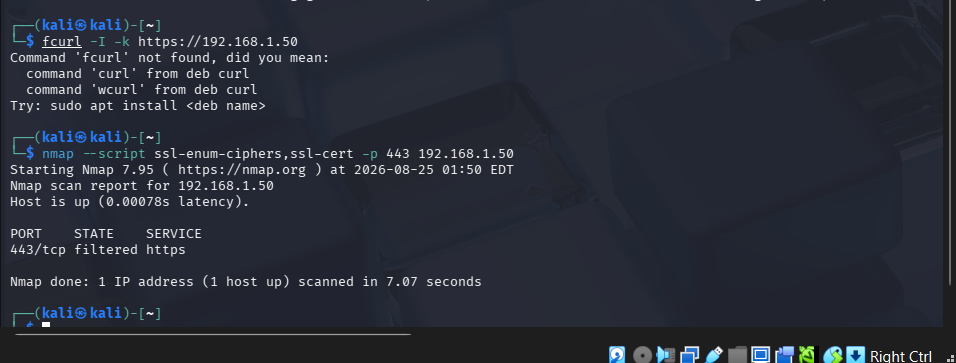 ┌──(kali㉿kali)-[~]
└─$ fcurl -I -k https://192.168.1.50
Command 'fcurl' not found, did you mean:
  command 'curl' from deb curl
  command 'wcurl' from deb curl
Try: sudo apt install <deb name>
┌──(kali㉿kali)-[~]
└─$ nmap --script ssl-enum-ciphers,ssl-cert -p 443 192.168.1.50
Starting Nmap 7.95 ( https://nmap.org ) at 2026-08-25 01:50 EDT
Nmap scan report for 192.168.1.50
Host is up (0.00078s latency).
PORT    STATE    SERVICE
443/tcp filtered https
Nmap done: 1 IP address (1 host up) scanned in 7.07 seconds
┌──(kali㉿kali)-[~]
└─$
Right Ctrl